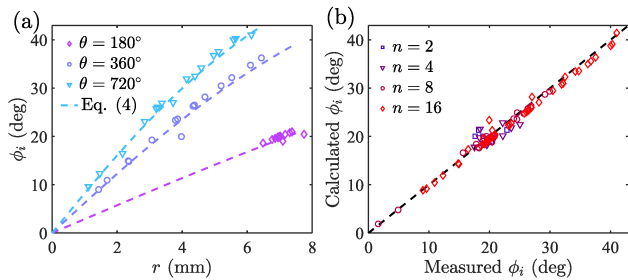 (a)
θ = 180°
θ = 360°
θ = 720°
Eq. (4)
40
30
20
10
0
ϕᵢ (deg)
0 2 4 6 8
r (mm)
(b)
n = 2
n = 4
n = 8
n = 16
40
30
20
10
0
Calculated ϕᵢ (deg)
0 10 20 30 40
Measured ϕᵢ (deg)